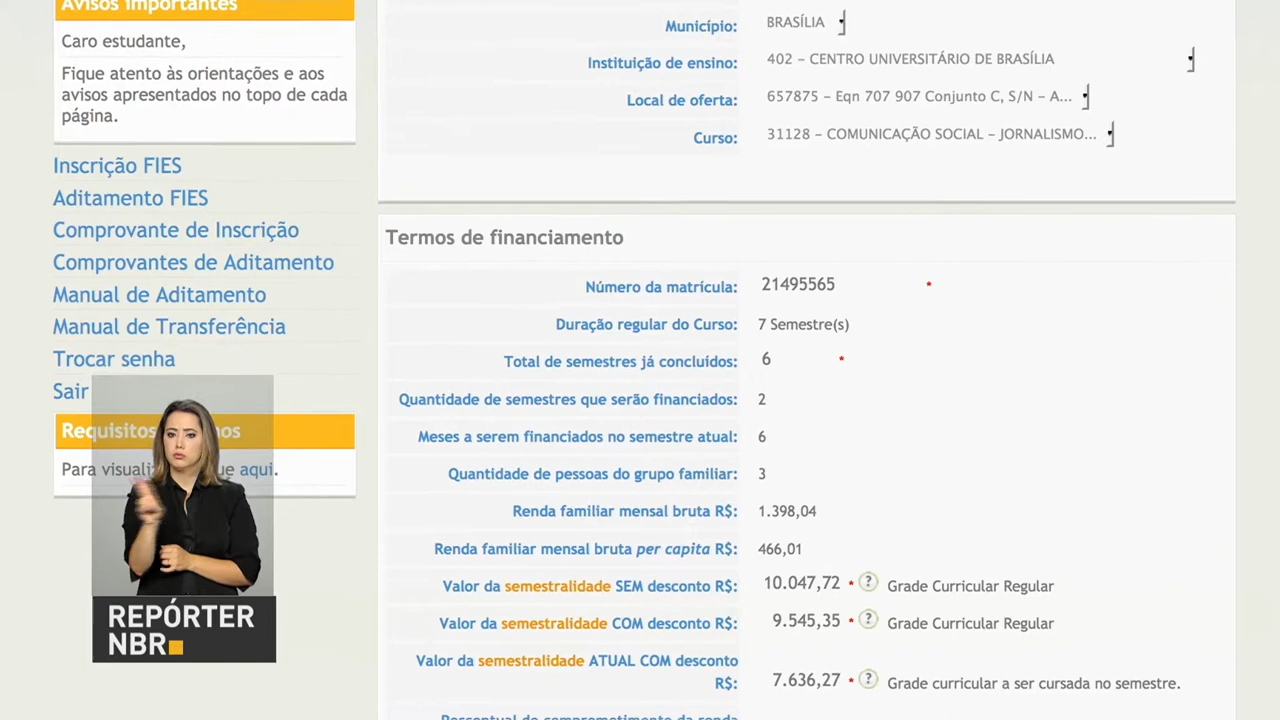 Avisos importantes
Caro estudante,
Fique atento às orientações e aos
avisos apresentados no topo de cada
página.
Inscrição FIES
Aditamento FIES
Comprovante de Inscrição
Comprovantes de Aditamento
Manual de Aditamento
Manual de Transferência
Trocar senha
Sair
Requisitos
Para aqui.
REPÓRTER
NBR
Município: BRASÍLIA
Instituição de ensino: 402 – CENTRO UNIVERSITÁRIO DE BRASÍLIA
Local de oferta: 657875 – Eqn 707 907 Conjunto C, S/N – A...
Curso: 31128 – COMUNICAÇÃO SOCIAL – JORNALISMO...
Termos de financiamento
Número da matrícula: 21495565 *
Duração regular do Curso: 7 Semestre(s)
Total de semestres já concluídos: 6 *
Quantidade de semestres que serão financiados: 2
Meses a serem financiados no semestre atual: 6
Quantidade de pessoas do grupo familiar: 3
Renda familiar mensal bruta R$: 1.398,04
Renda familiar mensal bruta per capita R$: 466,01
Valor da semestralidade SEM desconto R$: 10.047,72 * ? Grade Curricular Regular
Valor da semestralidade COM desconto R$: 9.545,35 * ? Grade Curricular Regular
Valor da semestralidade ATUAL COM desconto
R$: 7.636,27 * ? Grade curricular a ser cursada no semestre.
Percentual de comprometimento da renda